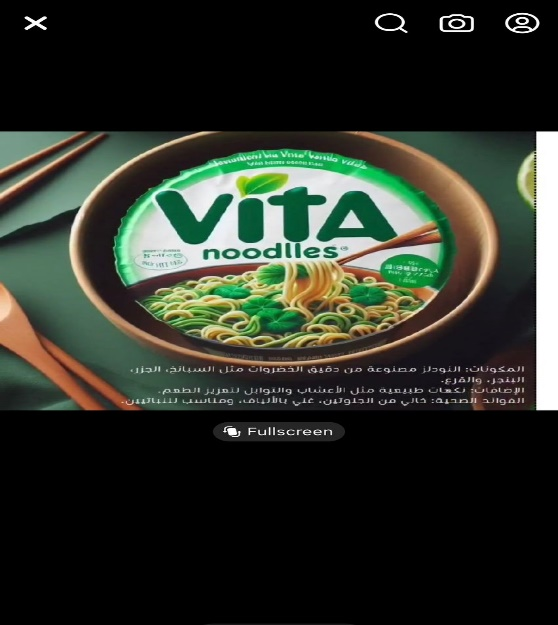 VitA
noodlles
المكونات: النودلز مصنوعة من دقيق الخضروات مثل السبانخ، الجزر،
البنجر، والقرع.
الإضافات: نكهات طبيعية مثل الأعشاب والتوابل لتعزيز الطعم.
الفوائد الصحية: خالي من الجلوتين، غني بالألياف، ومناسب للنباتيين.
Fullscreen